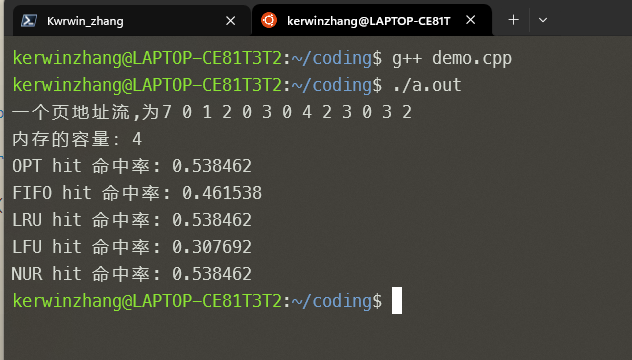 Kwrwin_zhang
kerwinzhang@LAPTOP-CE81T
kerwinzhang@LAPTOP-CE81T3T2:~/coding$ g++ demo.cpp
kerwinzhang@LAPTOP-CE81T3T2:~/coding$ ./a.out
一个页地址流,为7 0 1 2 0 3 0 4 2 3 0 3 2
内存的容量: 4
OPT hit 命中率: 0.538462
FIFO hit 命中率: 0.461538
LRU hit 命中率: 0.538462
LFU hit 命中率: 0.307692
NUR hit 命中率: 0.538462
kerwinzhang@LAPTOP-CE81T3T2:~/coding$